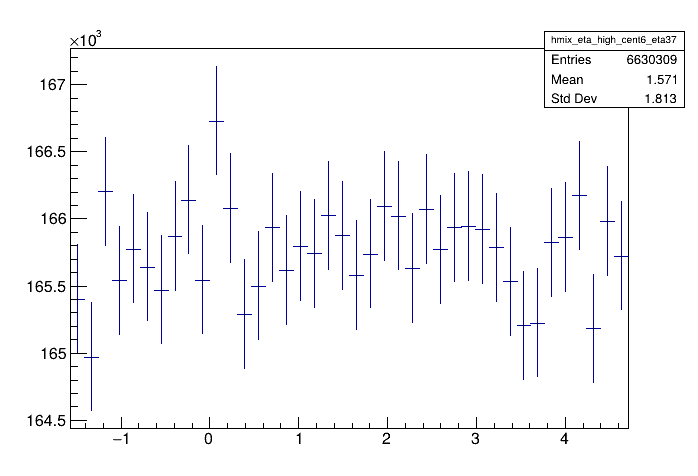 ×10³
hmix_eta_high_cent6_eta37
Entries 6630309
Mean 1.571
Std Dev 1.813
167
166.5
166
165.5
165
164.5
−1 0 1 2 3 4